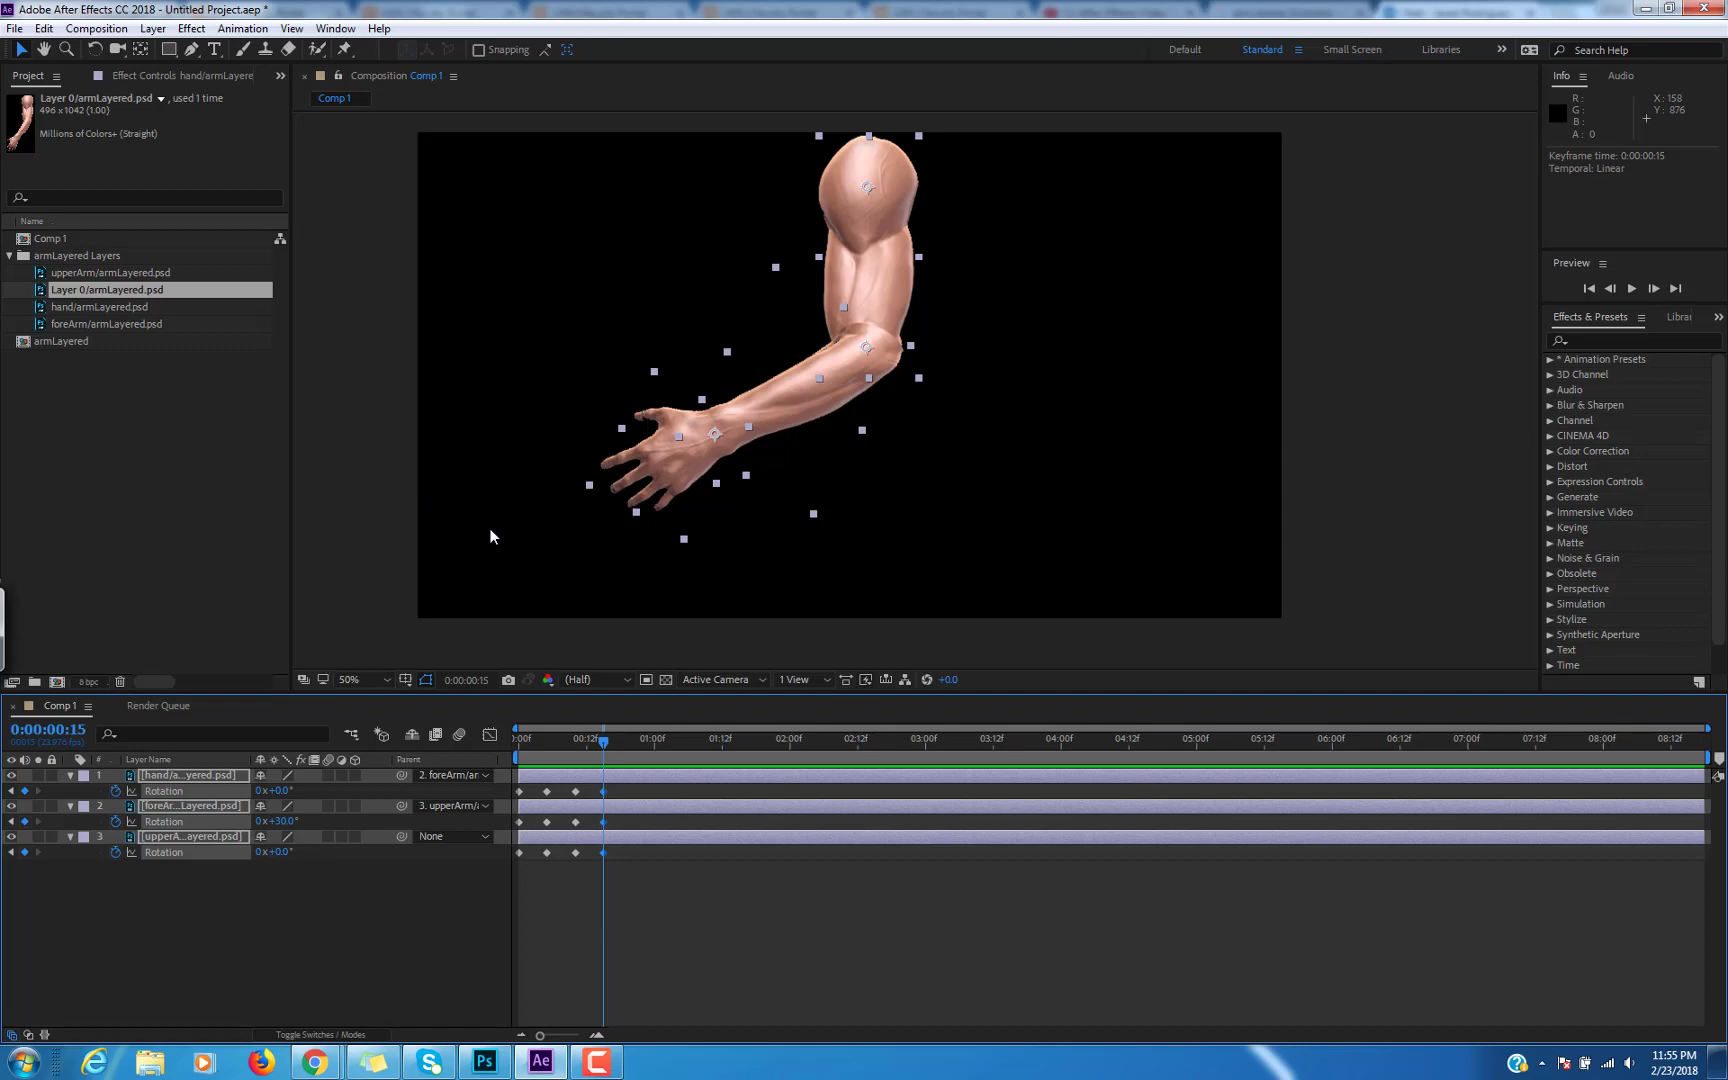 Adobe After Effects CC 2018 - Untitled Project.aep *
File Edit Composition Layer Effect Animation View Window Help
Snapping
Default Standard Small Screen Libraries Search Help
Project Effect Controls hand/armLayere
Composition Comp 1
Info Audio
Layer 0/armLayered.psd , used 1 time
496 x 1042 (1.00)
Millions of Colors+ (Straight)
Comp 1
R :
G :
B :
A : 0
X : 158
Y : 876
Keyframe time: 0:00:00:15
Temporal: Linear
Name
Comp 1
armLayered Layers
upperArm/armLayered.psd
Layer 0/armLayered.psd
hand/armLayered.psd
foreArm/armLayered.psd
armLayered
Preview
Effects & Presets Librai
* Animation Presets
3D Channel
Audio
Blur & Sharpen
Channel
CINEMA 4D
Color Correction
Distort
Expression Controls
Generate
Immersive Video
Keying
Matte
Noise & Grain
Obsolete
Perspective
Simulation
Stylize
Synthetic Aperture
Text
Time
8 bpc
50% 0:00:00:15 (Half) Active Camera 1 View +0.0
Comp 1 Render Queue
0:00:00:15
00015 (23.976 fps)
:00f 00:12f 01:00f 01:12f 02:00f 02:12f 03:00f 03:12f 04:00f 04:12f 05:00f 05:12f 06:00f 06:12f 07:00f 07:12f 08:00f 08:12f
# Layer Name fx Parent
1 [hand/a...yered.psd] 2. foreArm/ar
Rotation 0x+0.0°
2 [foreAr...Layered.psd] 3. upperArm/a
Rotation 0x+30.0°
3 [upperA...ayered.psd] None
Rotation 0x+0.0°
Toggle Switches / Modes
Ps Ae
11:55 PM
2/23/2018